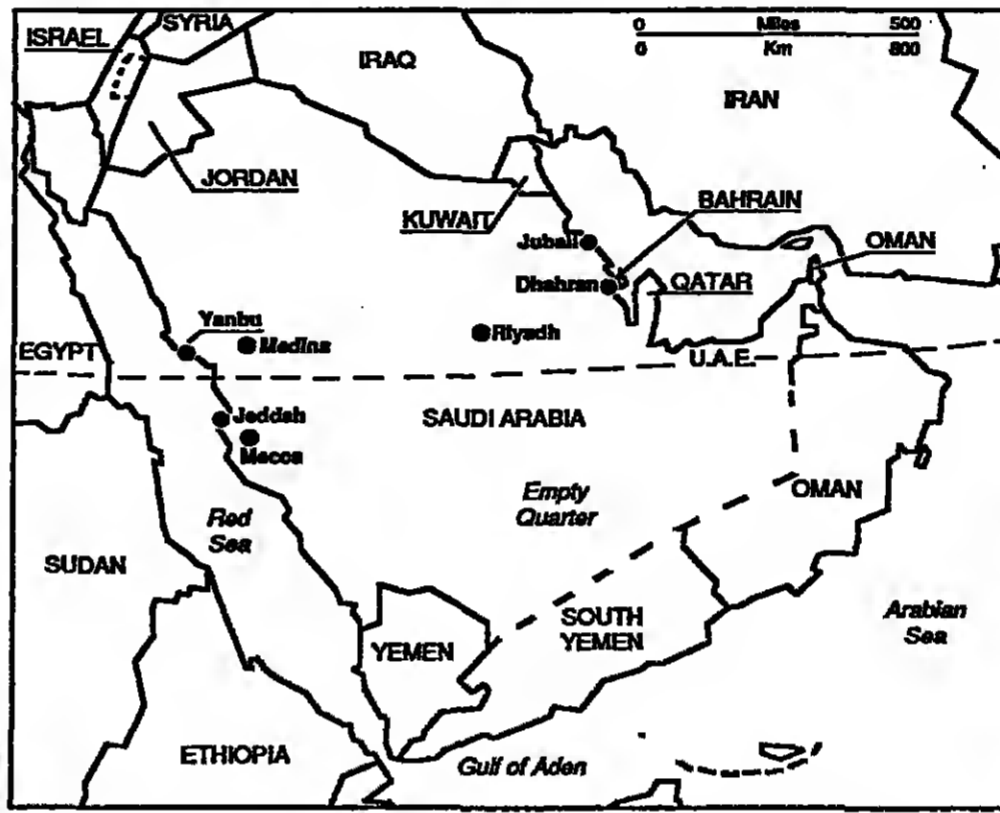 SYRIA
ISRAEL
0 Miles 500
0 Km 800
IRAQ
IRAN
JORDAN
KUWAIT
BAHRAIN
Jubail
OMAN
Dhahran
QATAR
Yanbu
Medina
Riyadh
EGYPT
U.A.E.
Jeddah
SAUDI ARABIA
Mecca
Empty
Quarter
OMAN
Red
Sea
SUDAN
Arabian
Sea
SOUTH
YEMEN
YEMEN
ETHIOPIA
Gulf of Aden